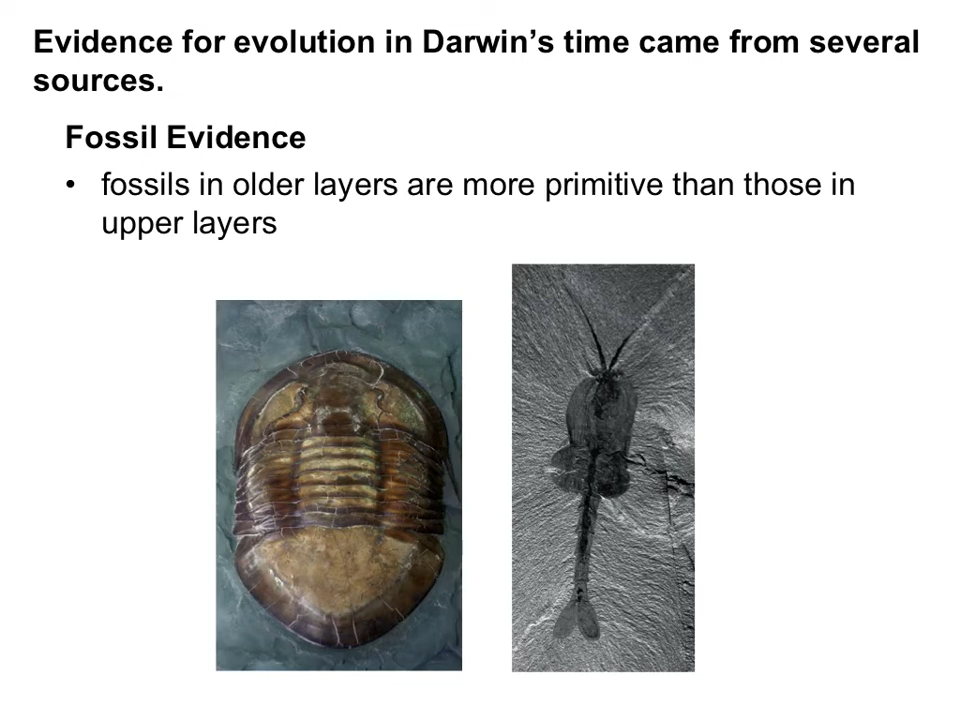 Evidence for evolution in Darwin’s time came from several
sources.
Fossil Evidence
• fossils in older layers are more primitive than those in
upper layers